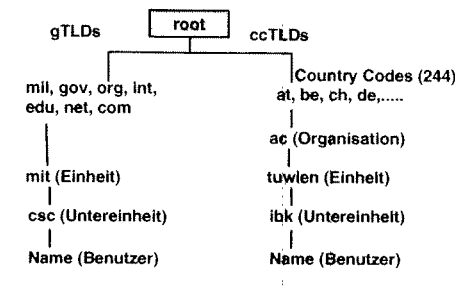 root
gTLDs
ccTLDs
mil, gov, org, int,
edu, net, com
mit (Einheit)
csc (Untereinheit)
Name (Benutzer)
Country Codes (244)
at, be, ch, de,.....
ac (Organisation)
tuwien (Einheit)
ibk (Untereinheit)
Name (Benutzer)